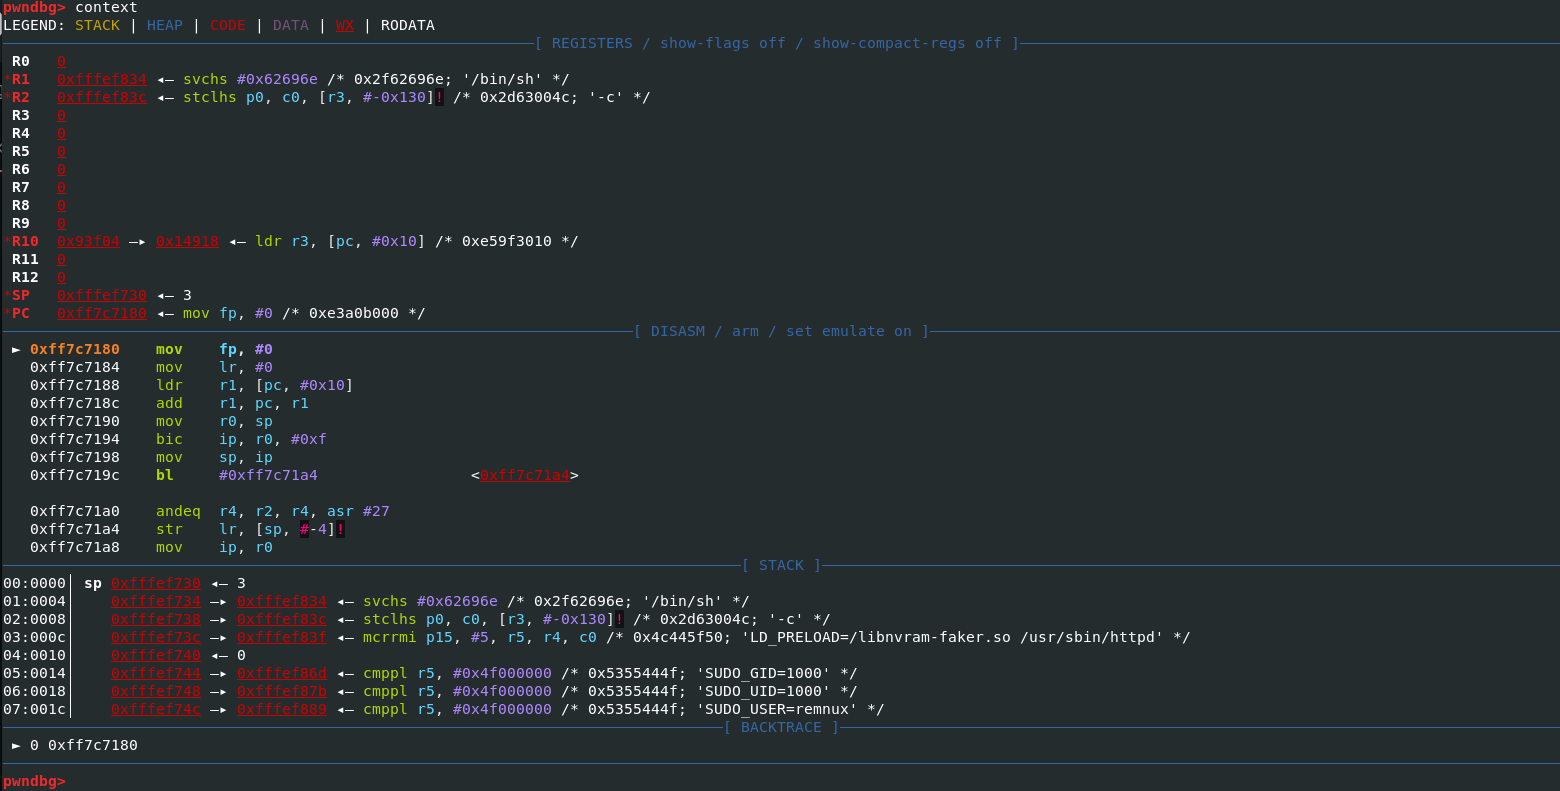 pwndbg> context
LEGEND: STACK | HEAP | CODE | DATA | WX | RODATA
[ REGISTERS / show-flags off / show-compact-regs off ]
R0 0
*R1 0xfffef834 ◂— svchs #0x62696e /* 0x2f62696e; '/bin/sh' */
*R2 0xfffef83c ◂— stclhs p0, c0, [r3, #-0x130]! /* 0x2d63004c; '-c' */
R3 0
R4 0
R5 0
R6 0
R7 0
R8 0
R9 0
*R10 0x93f04 —▸ 0x14918 ◂— ldr r3, [pc, #0x10] /* 0xe59f3010 */
R11 0
R12 0
*SP 0xfffef730 ◂— 3
*PC 0xff7c7180 ◂— mov fp, #0 /* 0xe3a0b000 */
[ DISASM / arm / set emulate on ]
► 0xff7c7180 mov fp, #0
0xff7c7184 mov lr, #0
0xff7c7188 ldr r1, [pc, #0x10]
0xff7c718c add r1, pc, r1
0xff7c7190 mov r0, sp
0xff7c7194 bic ip, r0, #0xf
0xff7c7198 mov sp, ip
0xff7c719c bl #0xff7c71a4 <0xff7c71a4>
0xff7c71a0 andeq r4, r2, r4, asr #27
0xff7c71a4 str lr, [sp, #-4]!
0xff7c71a8 mov ip, r0
[ STACK ]
00:0000│ sp 0xfffef730 ◂— 3
01:0004│ 0xfffef734 —▸ 0xfffef834 ◂— svchs #0x62696e /* 0x2f62696e; '/bin/sh' */
02:0008│ 0xfffef738 —▸ 0xfffef83c ◂— stclhs p0, c0, [r3, #-0x130]! /* 0x2d63004c; '-c' */
03:000c│ 0xfffef73c —▸ 0xfffef83f ◂— mcrrmi p15, #5, r5, r4, c0 /* 0x4c445f50; 'LD_PRELOAD=/libnvram-faker.so /usr/sbin/httpd' */
04:0010│ 0xfffef740 ◂— 0
05:0014│ 0xfffef744 —▸ 0xfffef86d ◂— cmppl r5, #0x4f000000 /* 0x5355444f; 'SUDO_GID=1000' */
06:0018│ 0xfffef748 —▸ 0xfffef87b ◂— cmppl r5, #0x4f000000 /* 0x5355444f; 'SUDO_UID=1000' */
07:001c│ 0xfffef74c —▸ 0xfffef889 ◂— cmppl r5, #0x4f000000 /* 0x5355444f; 'SUDO_USER=remnux' */
[ BACKTRACE ]
► 0 0xff7c7180
pwndbg>